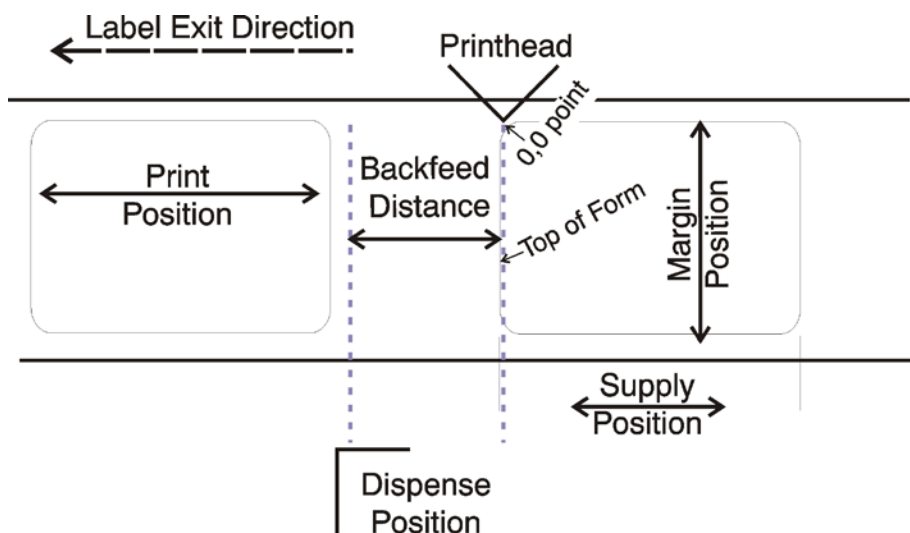 Label Exit Direction
Printhead
0,0 point
Print
Position
Backfeed
Distance
Top of Form
Margin
Position
Supply
Position
Dispense
Position